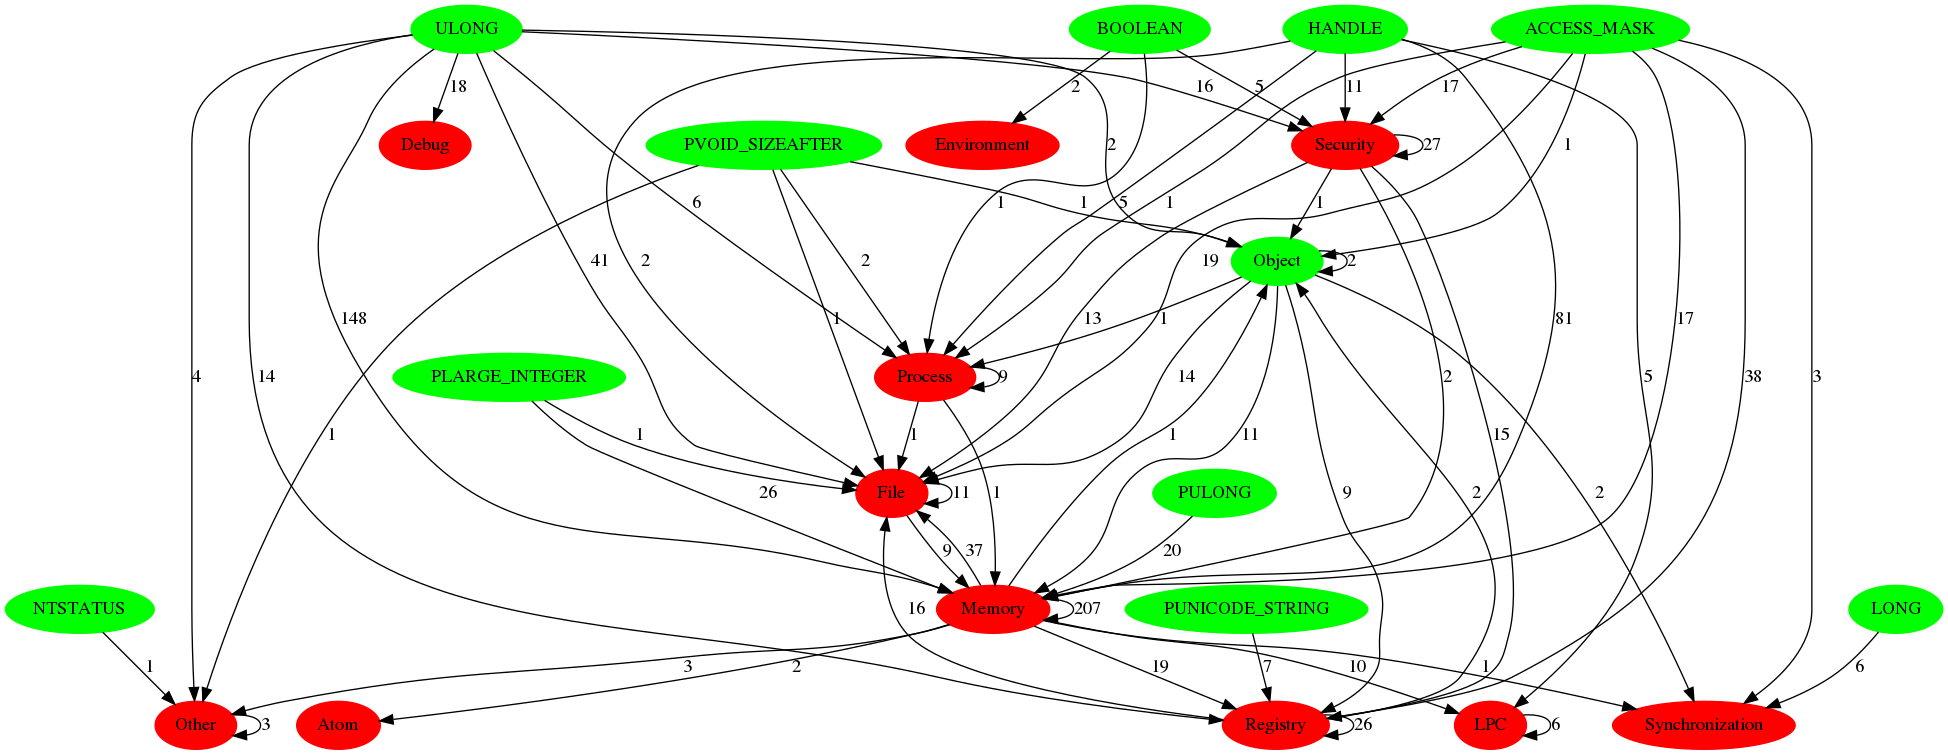 ULONG BOOLEAN HANDLE ACCESS_MASK
18 2 16 5 11 17
Debug PVOID_SIZEAFTER Environment Security 2 1 27
6 1 1 5 1 1
41 2 2 19 Object 2
148 1 13 1 81 17
4 14 PLARGE_INTEGER Process 9 14 2 5 38 3
1 1 1 1 11 15
26 File 11 1 PULONG 9 2 2
9 37 20
NTSTATUS 16 Memory 207 PUNICODE_STRING LONG
1 3 2 19 7 10 1 6
Other 3 Atom Registry 26 LPC 6 Synchronization